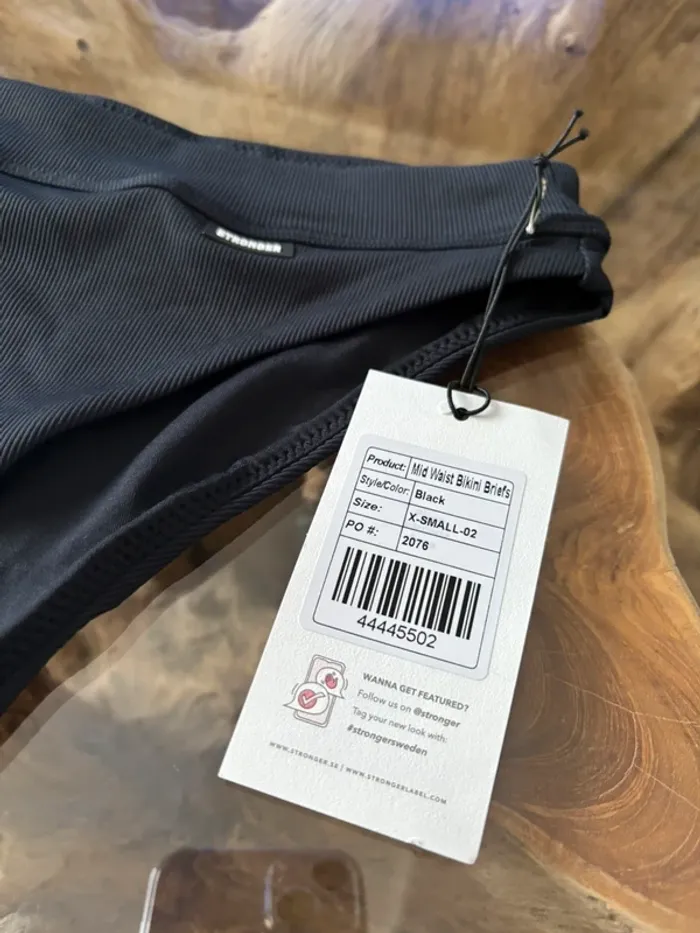 STRONGER
Product: Mid Waist Bikini Briefs
Style/Color: Black
Size: X-SMALL-02
PO #: 2076
44445502
WANNA GET FEATURED?
Follow us on @stronger
Tag your new look with:
#strongersweden
WWW.STRONGER.SE | WWW.STRONGERLABEL.COM